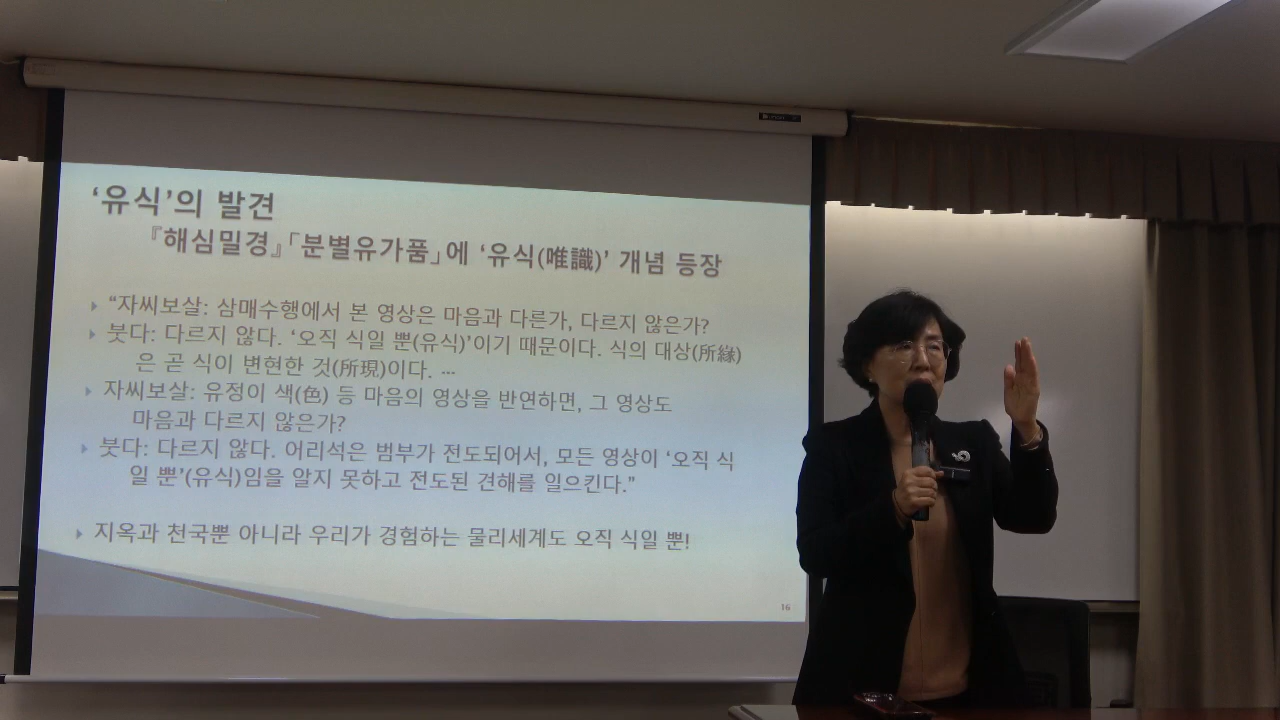 ‘유식’의 발견
『해심밀경』「분별유가품」에 ‘유식(唯識)’ 개념 등장
“자씨보살: 삼매수행에서 본 영상은 마음과 다른가, 다르지 않은가?
붓다: 다르지 않다. ‘오직 식일 뿐(유식)’이기 때문이다. 식의 대상(所緣)
은 곧 식이 변현한 것(所現)이다. …
자씨보살: 유정이 색(色) 등 마음의 영상을 반연하면, 그 영상도
마음과 다르지 않은가?
붓다: 다르지 않다. 어리석은 범부가 전도되어서, 모든 영상이 ‘오직 식
일 뿐’(유식)임을 알지 못하고 전도된 견해를 일으킨다.”
지옥과 천국뿐 아니라 우리가 경험하는 물리세계도 오직 식일 뿐!
16